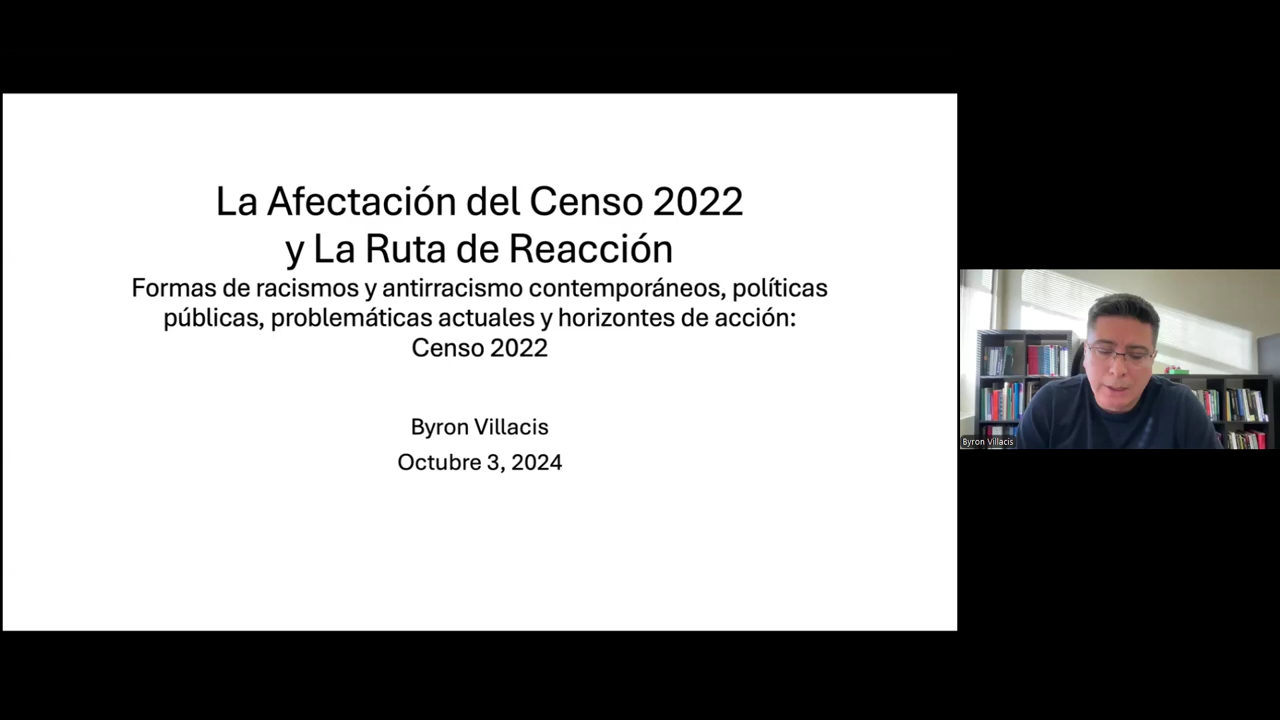 La Afectación del Censo 2022
y La Ruta de Reacción
Formas de racismos y antirracismo contemporáneos, políticas
públicas, problemáticas actuales y horizontes de acción:
Censo 2022
Byron Villacis
Octubre 3, 2024
Byron Villacis